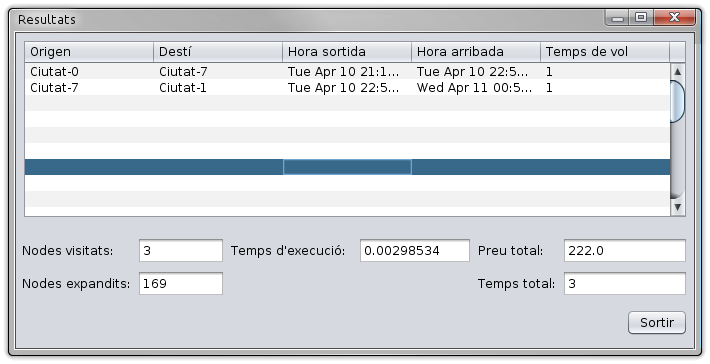 Resultats
Origen Destí Hora sortida Hora arribada Temps de vol
Ciutat-0 Ciutat-7 Tue Apr 10 21:1... Tue Apr 10 22:5... 1
Ciutat-7 Ciutat-1 Tue Apr 10 22:5... Wed Apr 11 00:5... 1
Nodes visitats: 3 Temps d'execució: 0.00298534 Preu total: 222.0
Nodes expandits: 169 Temps total: 3
Sortir